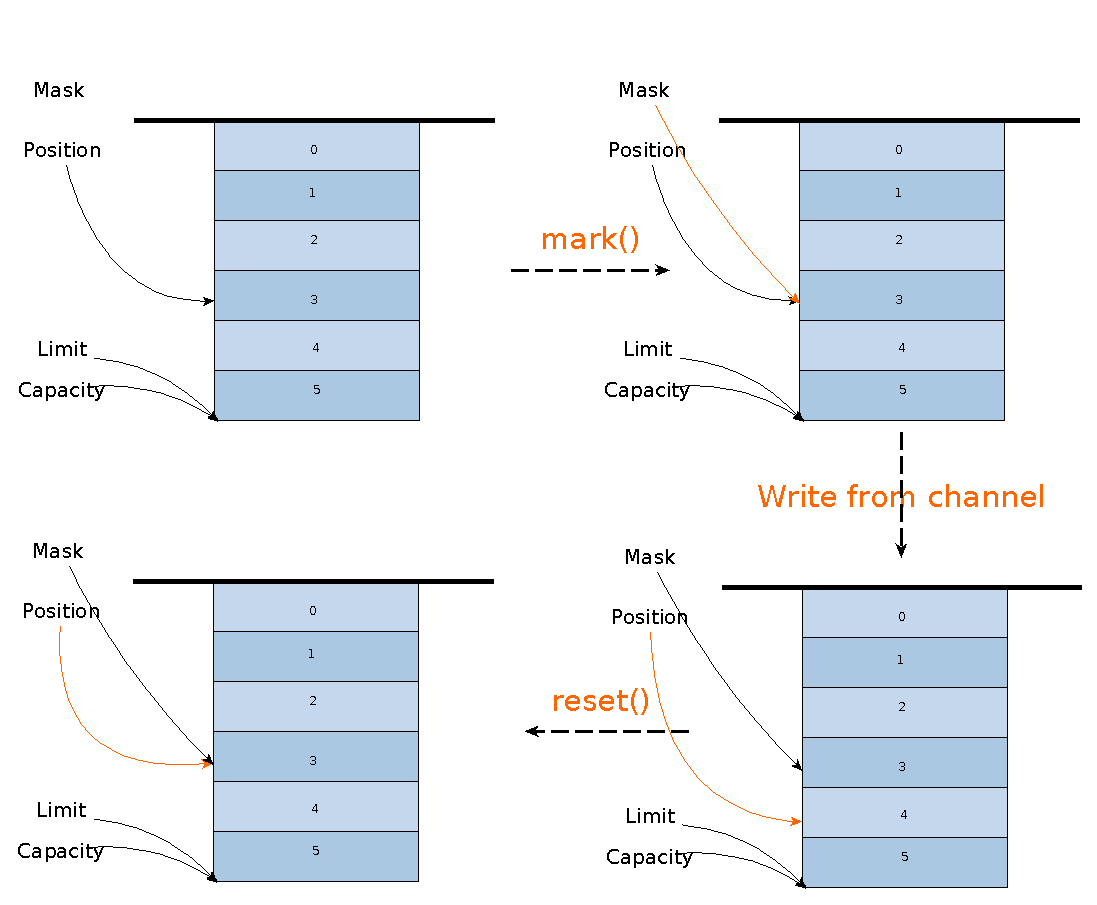 Mask
Position
0
1
2
3
Limit
4
Capacity
5
mark()
Mask
Position
0
1
2
3
Limit
4
Capacity
5
Write from channel
Mask
Position
0
1
2
3
Limit
4
Capacity
5
reset()
Mask
Position
0
1
2
3
Limit
4
Capacity
5